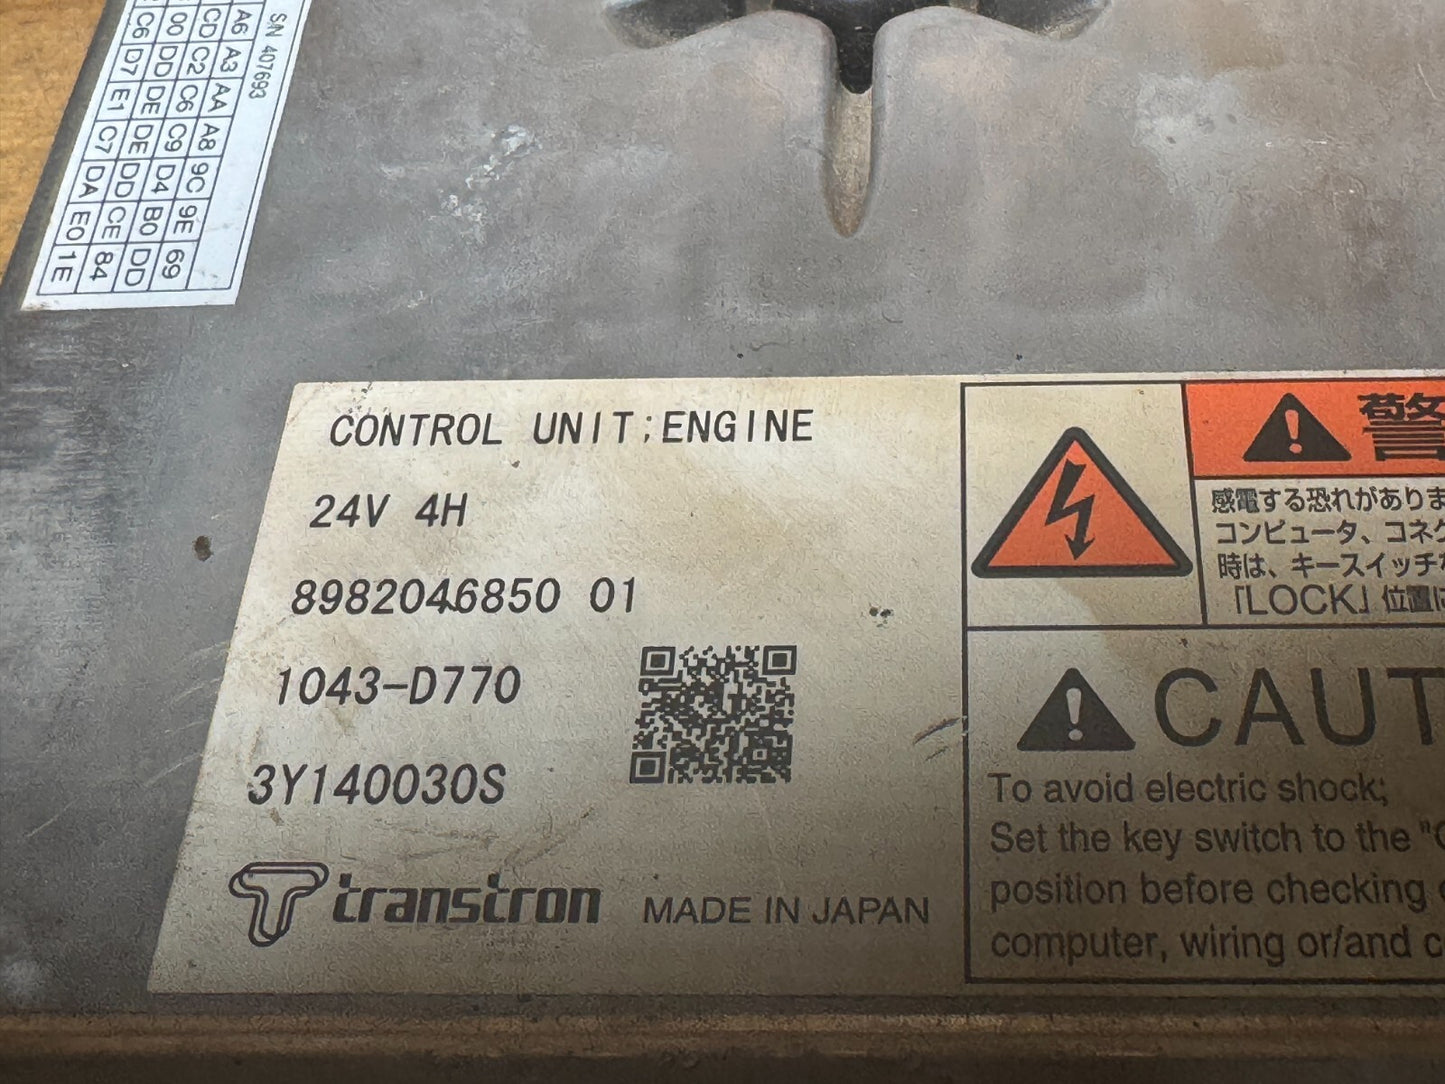 S/N 407693
A6 A3 AA A8 9C 9E 69
CD C2 C6 C9 D4 B0 DD
00 DD DE DE DD CE 84
C6 D7 E1 C7 DA E0 1E
CONTROL UNIT;ENGINE
24V 4H
8982046850 01
1043-D770
3Y140030S
transtron MADE IN JAPAN
警
感電する恐れがありま
コンピュータ、コネク
時は、キースイッチ
「LOCK」位置に
CAUT
To avoid electric shock;
Set the key switch to the "
position before checking
computer, wiring or/and c